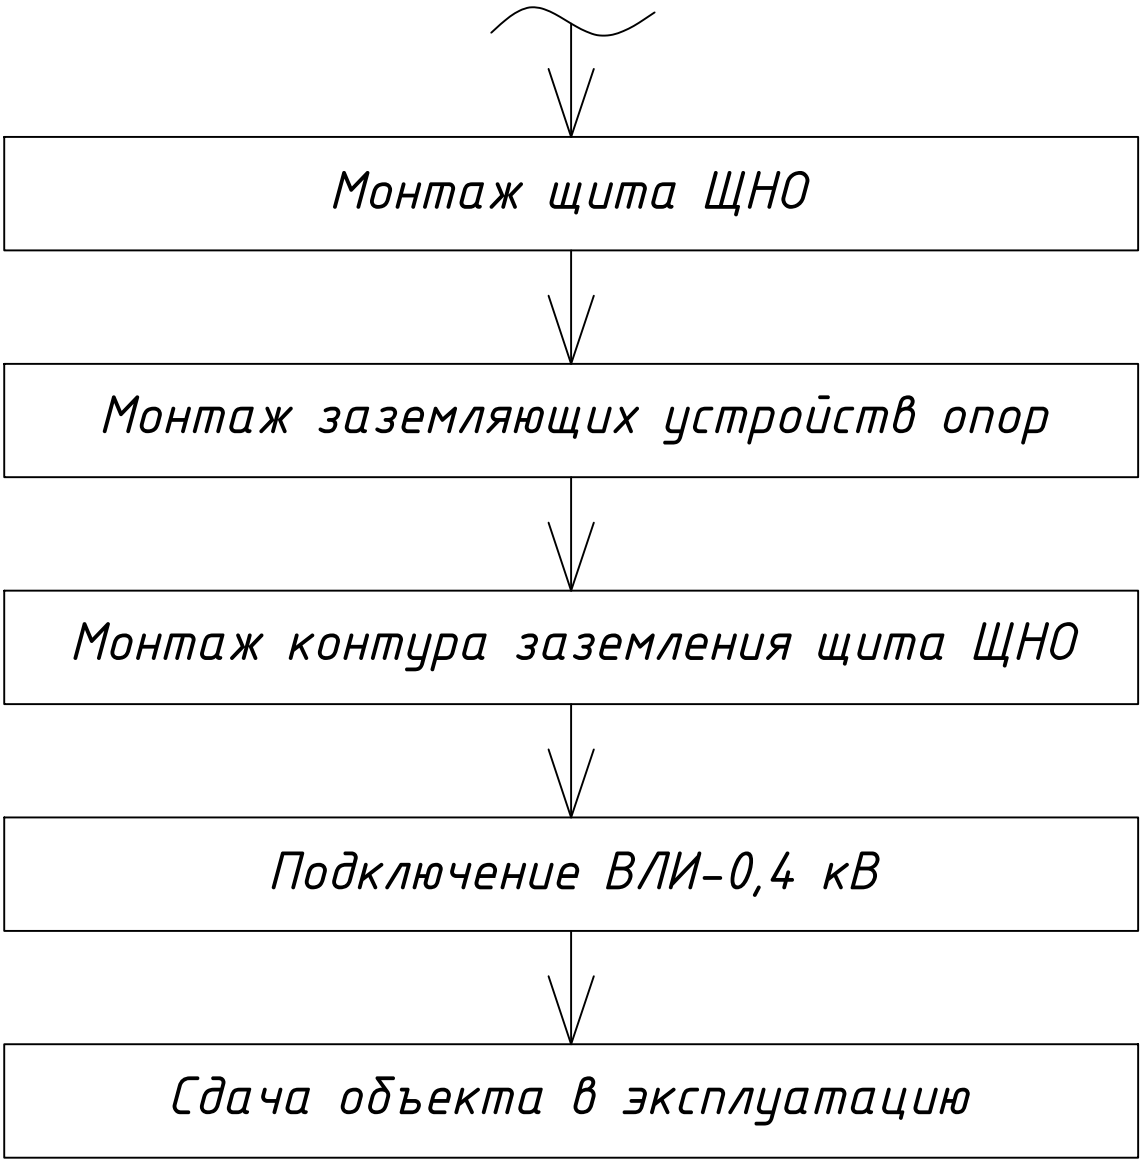 Монтаж щита ЩНО
Монтаж заземляющих устройств опор
Монтаж контура заземления щита ЩНО
Подключение ВЛИ-0,4 кВ
Сдача объекта в эксплуатацию